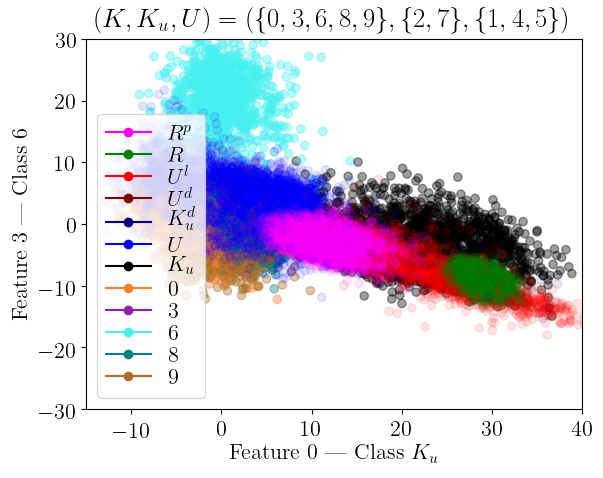 (K, K_u, U) = ({0, 3, 6, 8, 9}, {2, 7}, {1, 4, 5})
30
20
10
0
−10
−20
−30
Feature 3 — Class 6
R^p
R
U^l
U^d
K_u^d
U
K_u
0
3
6
8
9
−10
0
10
20
30
40
Feature 0 — Class K_u